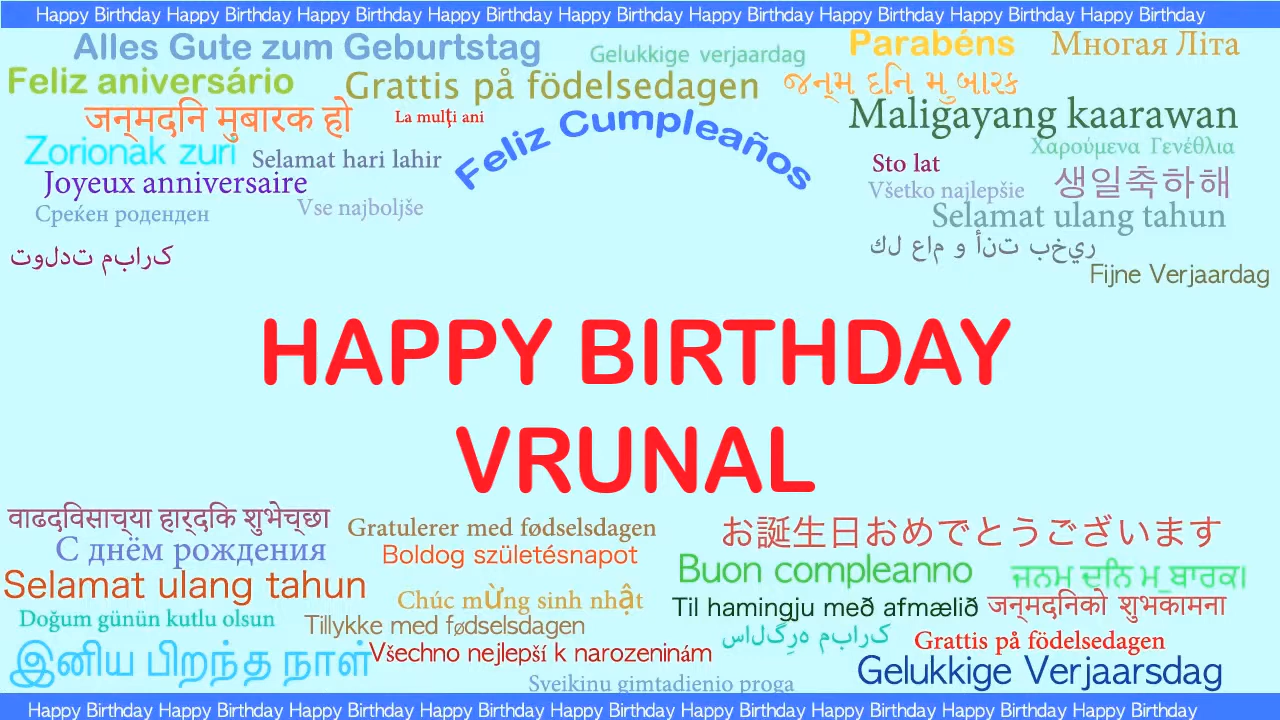 Happy Birthday Happy Birthday Happy Birthday Happy Birthday Happy Birthday Happy Birthday Happy Birthday Happy Birthday Happy Birthday
Alles Gute zum Geburtstag
Gelukkige verjaardag
Parabéns
Многая Літа
Feliz aniversário
Grattis på födelsedagen
જન્મ દિન મુબારક
जन्मदिन मुबारक हो
La mulţi ani
Feliz Cumpleaños
Maligayang kaarawan
Zorionak zuri
Selamat hari lahir
Χαρούμενα Γενέθλια
Sto lat
Joyeux anniversaire
Všetko najlepšie
생일축하해
Среќен роденден
Vse najboljše
Selamat ulang tahun
تولدت مبارک
كل عام و أنت بخير
Fijne Verjaardag
HAPPY BIRTHDAY
VRUNAL
वाढदिवसाच्या हार्दिक शुभेच्छा
Gratulerer med fødselsdagen
お誕生日おめでとうございます
С днём рождения
Boldog születésnapot
Buon compleanno
ਜਨਮ ਦਿਨ ਮੁਬਾਰਕ।
Selamat ulang tahun
Chúc mừng sinh nhật
Til hamingju með afmælið
जन्मदिनको शुभकामना
Doğum günün kutlu olsun
Tillykke med fødselsdagen
سالگرہ مبارک
Grattis på födelsedagen
இனிய பிறந்த நாள்
Všechno nejlepší k narozeninám
Gelukkige Verjaarsdag
Sveikinu gimtadienio proga
Happy Birthday Happy Birthday Happy Birthday Happy Birthday Happy Birthday Happy Birthday Happy Birthday Happy Birthday Happy Birthday